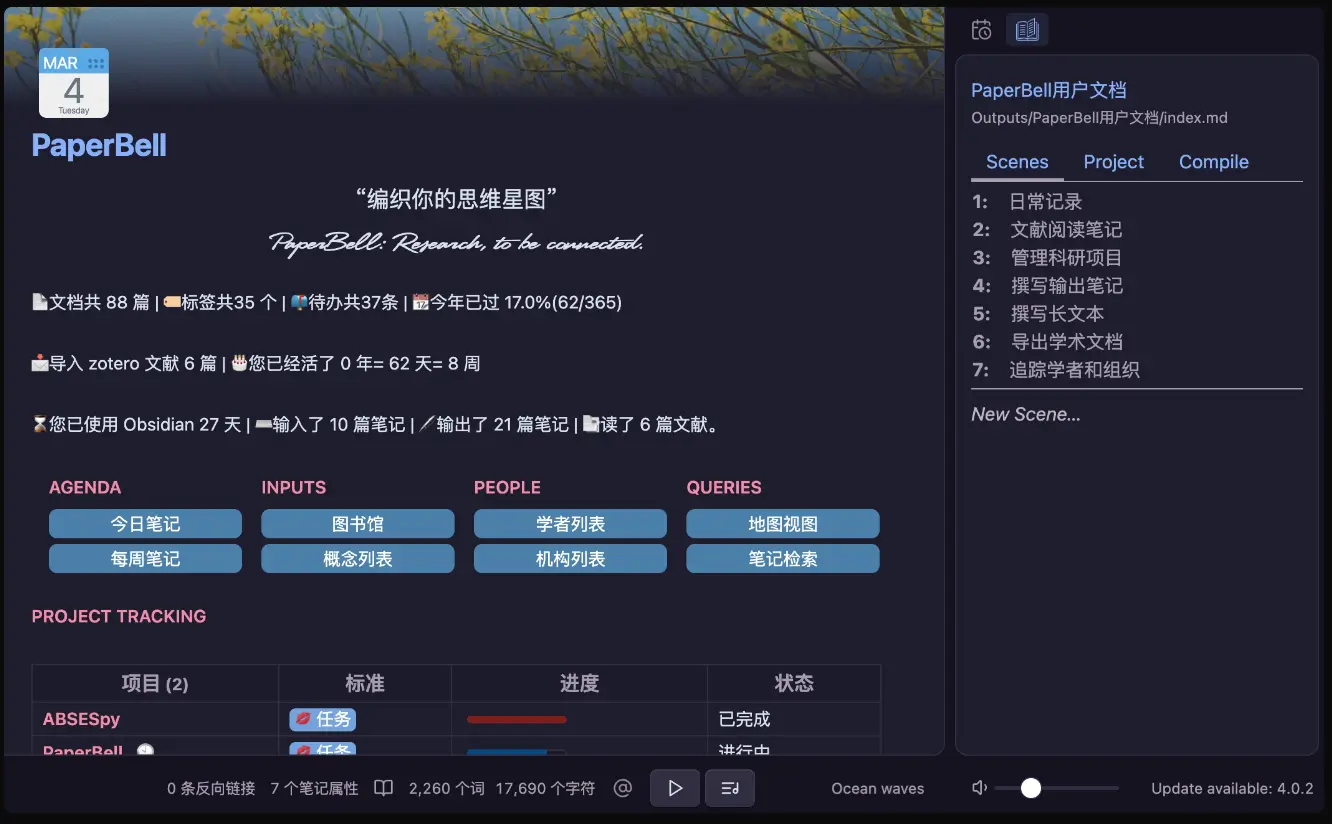 MAR
4
Tuesday
PaperBell
“编织你的思维星图”
PaperBell: Research, to be connected.
文档共 88 篇 | 标签共35 个 | 待办共37条 | 今年已过 17.0%(62/365)
导入 zotero 文献 6 篇 | 您已经活了 0 年= 62 天= 8 周
您已使用 Obsidian 27 天 | 输入了 10 篇笔记 | 输出了 21 篇笔记 | 读了 6 篇文献。
AGENDA INPUTS PEOPLE QUERIES
今日笔记 图书馆 学者列表 地图视图
每周笔记 概念列表 机构列表 笔记检索
PROJECT TRACKING
项目 (2) 标准 进度 状态
ABSESpy 任务 已完成
PaperBell 任务 进行中
PaperBell用户文档
Outputs/PaperBell用户文档/index.md
Scenes Project Compile
1: 日常记录
2: 文献阅读笔记
3: 管理科研项目
4: 撰写输出笔记
5: 撰写长文本
6: 导出学术文档
7: 追踪学者和组织
New Scene...
0 条反向链接 7 个笔记属性 2,260 个词 17,690 个字符 Ocean waves Update available: 4.0.2